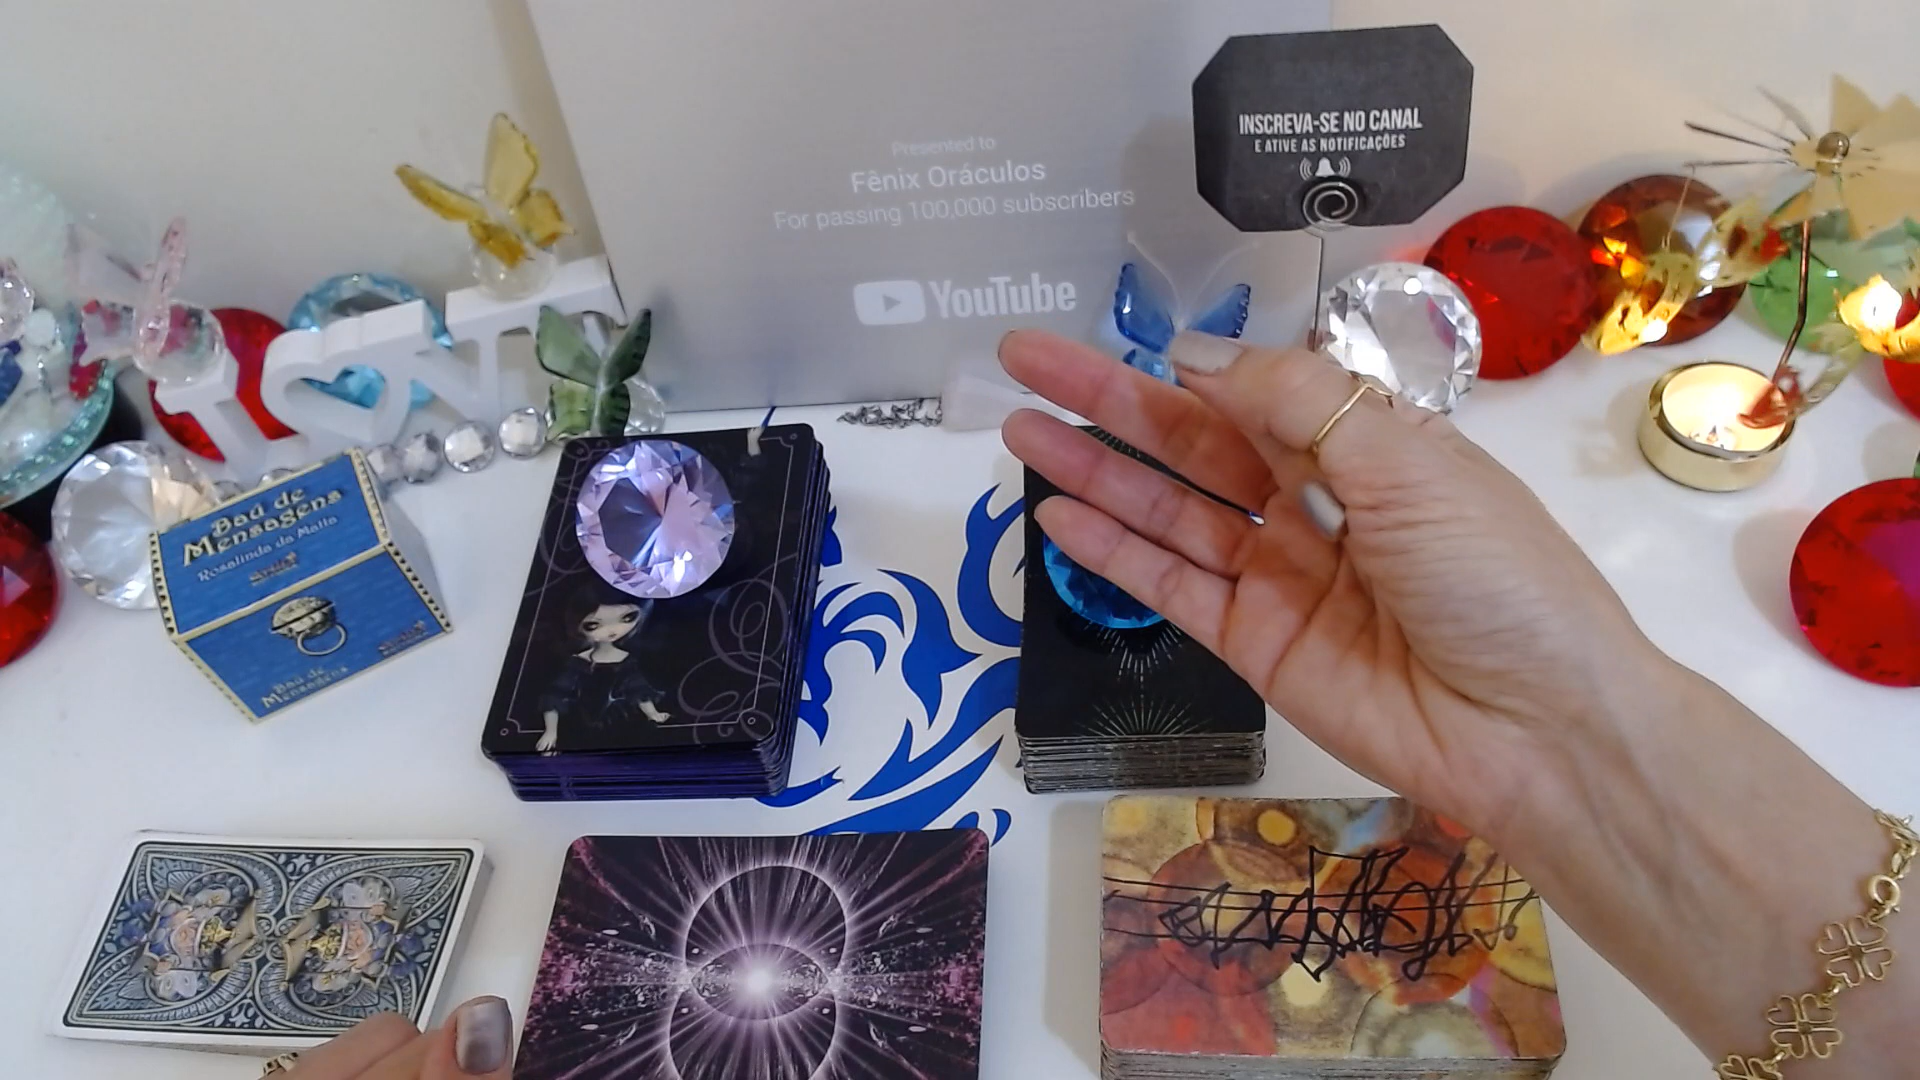 Presented to
Fênix Oráculos
For passing 100,000 subscribers
YouTube
INSCREVA-SE NO CANAL
E ATIVE AS NOTIFICAÇÕES
Baú de
Mensagens
Rosalinda da Matta
Baú de
Mensagens